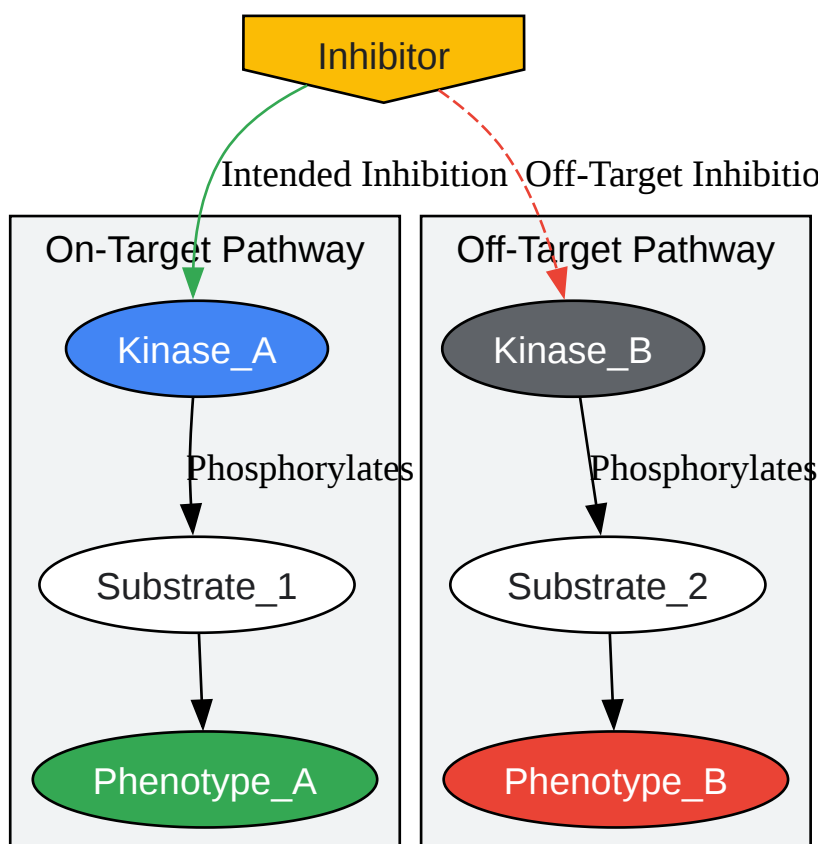 Inhibitor
Intended Inhibition
Off-Target Inhibitio
On-Target Pathway
Off-Target Pathway
Kinase_A
Kinase_B
Phosphorylates
Phosphorylates
Substrate_1
Substrate_2
Phenotype_A
Phenotype_B